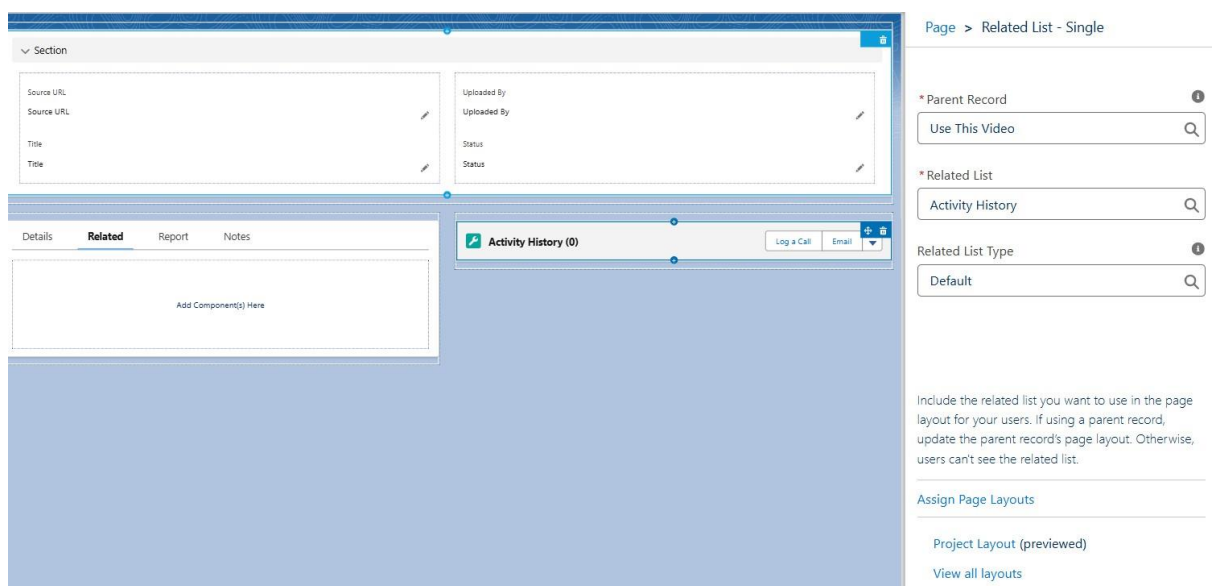 Section
Source URL
Source URL
Title
Title
Uploaded By
Uploaded By
Status
Status
Details Related Report Notes
Add Component(s) Here
Activity History (0)
Log a Call Email
Page > Related List - Single
*Parent Record
Use This Video
*Related List
Activity History
Related List Type
Default
Include the related list you want to use in the page
layout for your users. If using a parent record,
update the parent record's page layout. Otherwise,
users can't see the related list.
Assign Page Layouts
Project Layout (previewed)
View all layouts